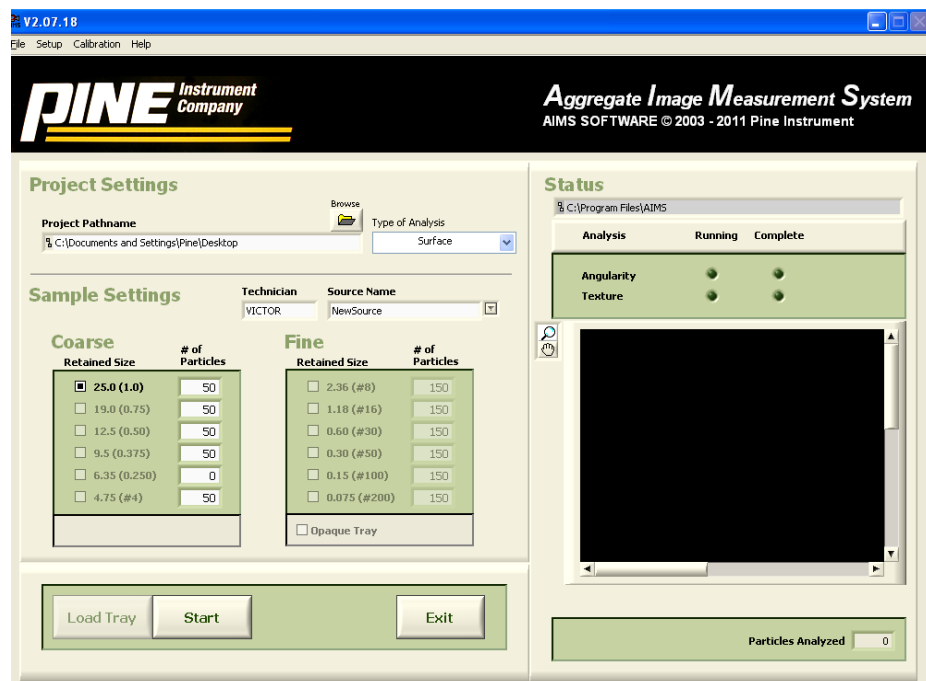 V2.07.18
File Setup Calibration Help
PINE Instrument Company
Aggregate Image Measurement System
AIMS SOFTWARE © 2003 - 2011 Pine Instrument
Project Settings
Browse
Project Pathname
Type of Analysis
C:\Documents and Settings\Pine\Desktop
Surface
Sample Settings
Technician
Source Name
VICTOR
NewSource
Coarse
Retained Size
# of Particles
25.0 (1.0) 50
19.0 (0.75) 50
12.5 (0.50) 50
9.5 (0.375) 50
6.35 (0.250) 0
4.75 (#4) 50
Fine
Retained Size
# of Particles
2.36 (#8) 150
1.18 (#16) 150
0.60 (#30) 150
0.30 (#50) 150
0.15 (#100) 150
0.075 (#200) 150
Opaque Tray
Load Tray
Start
Exit
Status
C:\Program Files\AIMS
Analysis Running Complete
Angularity
Texture
Particles Analyzed 0